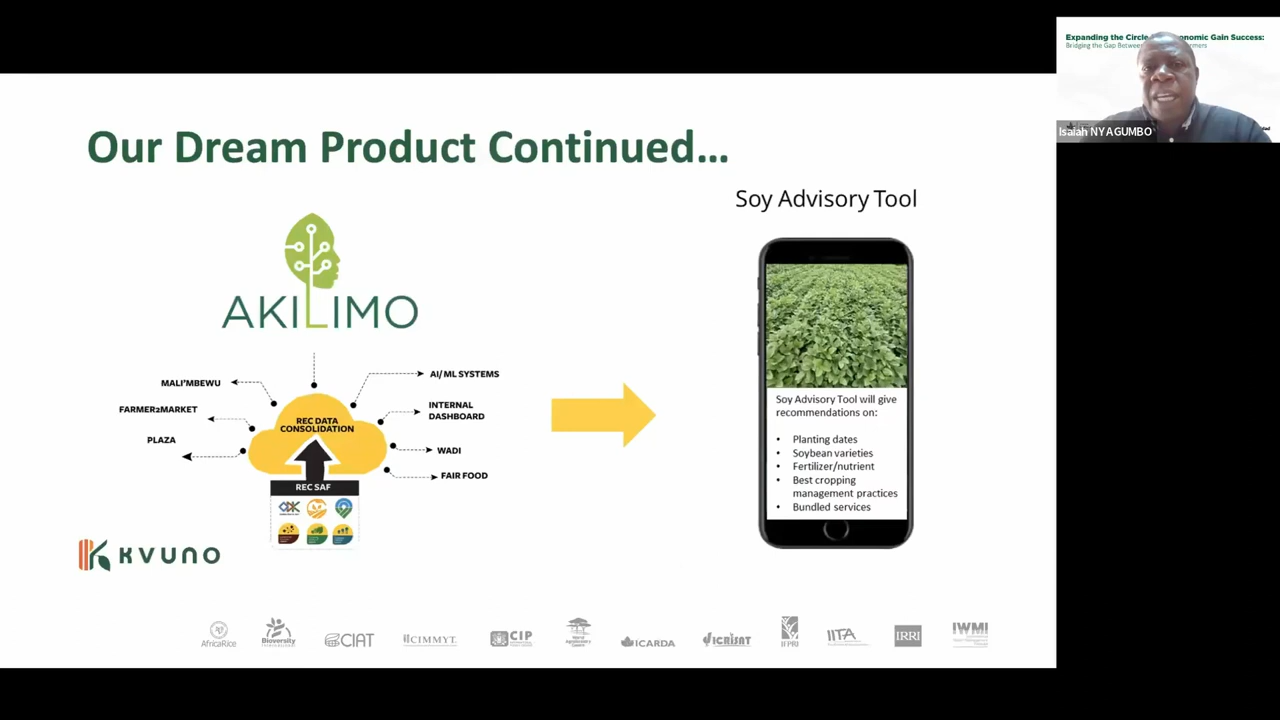 Our Dream Product Continued...
Soy Advisory Tool
AKILIMO
MALI'MBEWU
FARMER2MARKET
PLAZA
REC DATA
CONSOLIDATION
AI/ML SYSTEMS
INTERNAL
DASHBOARD
WADI
FAIR FOOD
REC SAF
KVUNO
Soy Advisory Tool will give
recommendations on:
• Planting dates
• Soybean varieties
• Fertilizer/nutrient
• Best cropping
management practices
• Bundled services
AfricaRice
Bioversity
CIAT
CIMMYT
CIP
World
Agroforestry
Centre
ICARDA
ICRISAT
IFPRI
IITA
IRRI
IWMI
Expanding the Circle onomic Gain Success:
Bridging the Gap Between
Isaiah NYAGUMBO